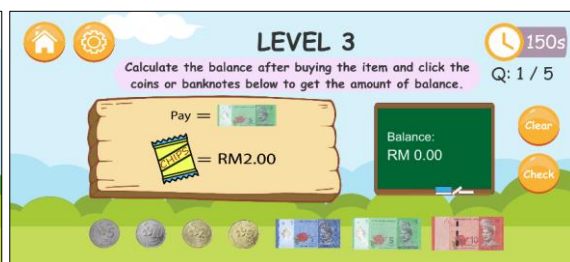 LEVEL 3
150s
Calculate the balance after buying the item and click the
coins or banknotes below to get the amount of balance.
Q: 1 / 5
Pay =
CHIPS
= RM2.00
Balance:
RM 0.00
Clear
Check